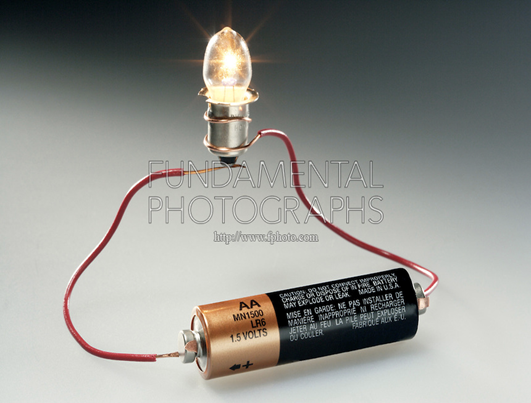 FUNDAMENTAL
PHOTOGRAPHS
http://www.fphoto.com
AA
MN1500
LR6
1.5 VOLTS
+
CAUTION. DO NOT CONNECT IMPROPERLY,
CHARGE OR DISPOSE OF IN FIRE. BATTERY
MAY EXPLODE OR LEAK. MADE IN U.S.A.
MISE EN GARDE: NE PAS INSTALLER DE
MANIÈRE INAPPROPRIÉE NI RECHARGER
JETER AU FEU. LA PILE PEUT EXPLOSER
OU COULER. FABRIQUÉ AUX É.U.